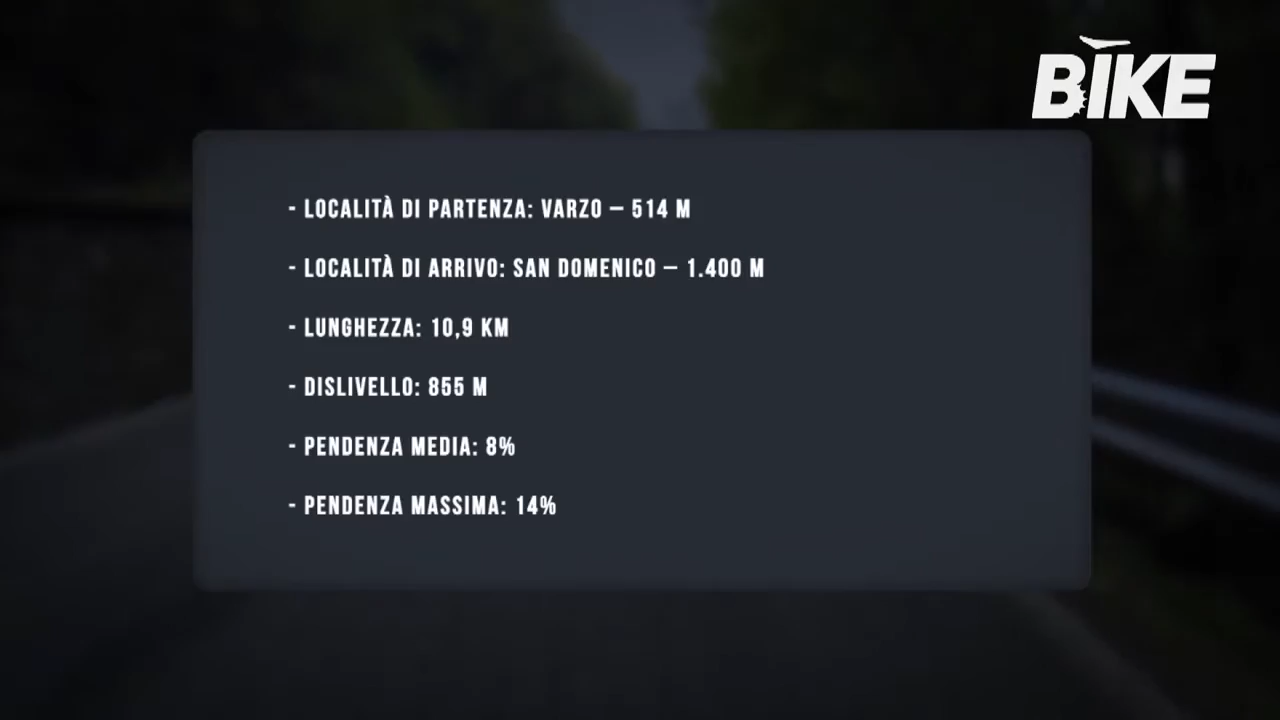 BIKE
- LOCALITÀ DI PARTENZA: VARZO – 514 M
- LOCALITÀ DI ARRIVO: SAN DOMENICO – 1.400 M
- LUNGHEZZA: 10,9 KM
- DISLIVELLO: 855 M
- PENDENZA MEDIA: 8%
- PENDENZA MASSIMA: 14%